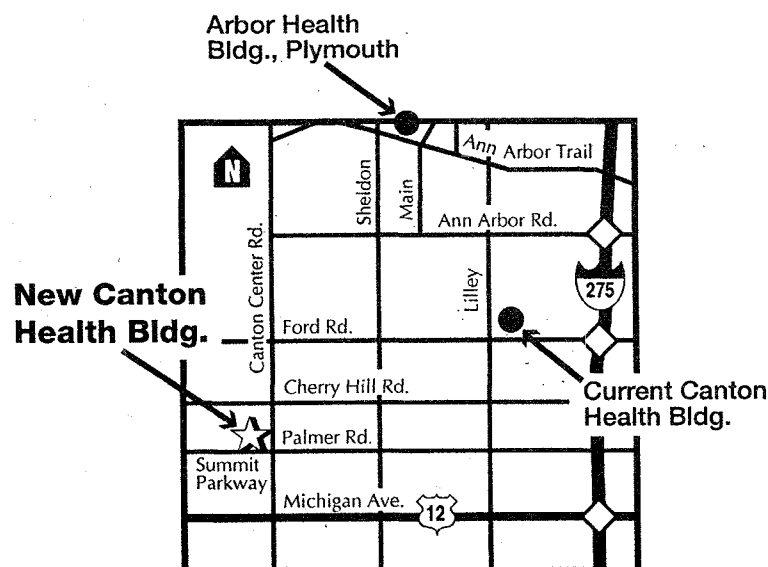 Arbor Health
Bldg., Plymouth
N
Ann Arbor Trail
Sheldon
Main
Ann Arbor Rd.
Canton Center Rd.
Lilley
275
New Canton
Health Bldg.
Ford Rd.
Cherry Hill Rd.
Current Canton
Health Bldg.
Palmer Rd.
Summit
Parkway
Michigan Ave.
12